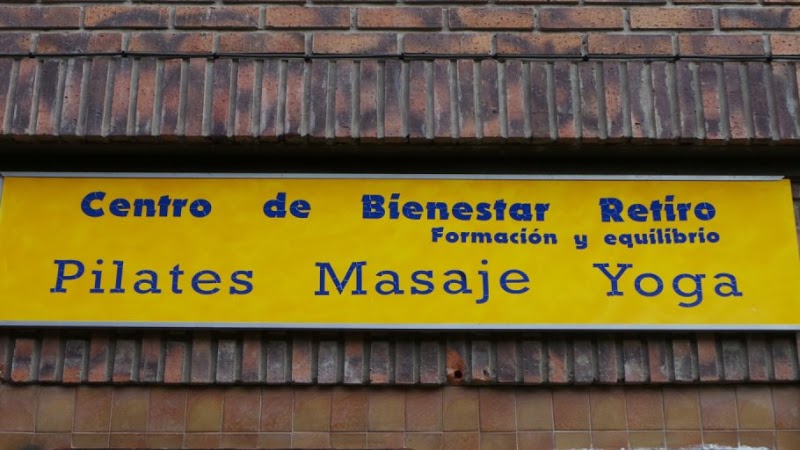 Centro de Bienestar Retiro
Formación y equilibrio
Pilates Masaje Yoga